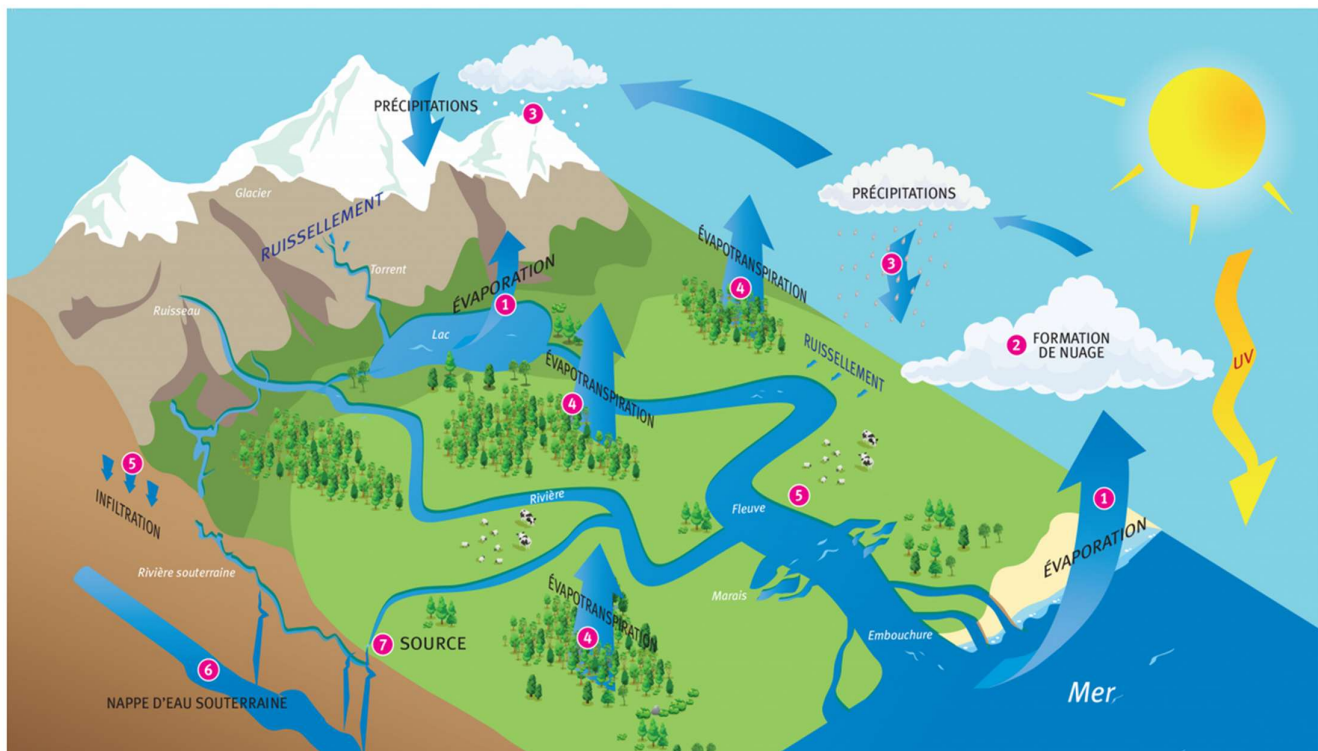 PRÉCIPITATIONS
3
Glacier
RUISSELLEMENT
Torrent
Ruisseau
ÉVAPORATION
1
Lac
ÉVAPOTRANSPIRATION
4
PRÉCIPITATIONS
3
2 FORMATION
DE NUAGE
UV
RUISSELLEMENT
ÉVAPOTRANSPIRATION
4
5
INFILTRATION
Rivière
5
Fleuve
1
ÉVAPORATION
Rivière souterraine
Marais
ÉVAPOTRANSPIRATION
4
Embouchure
7 SOURCE
6
NAPPE D'EAU SOUTERRAINE
Mer